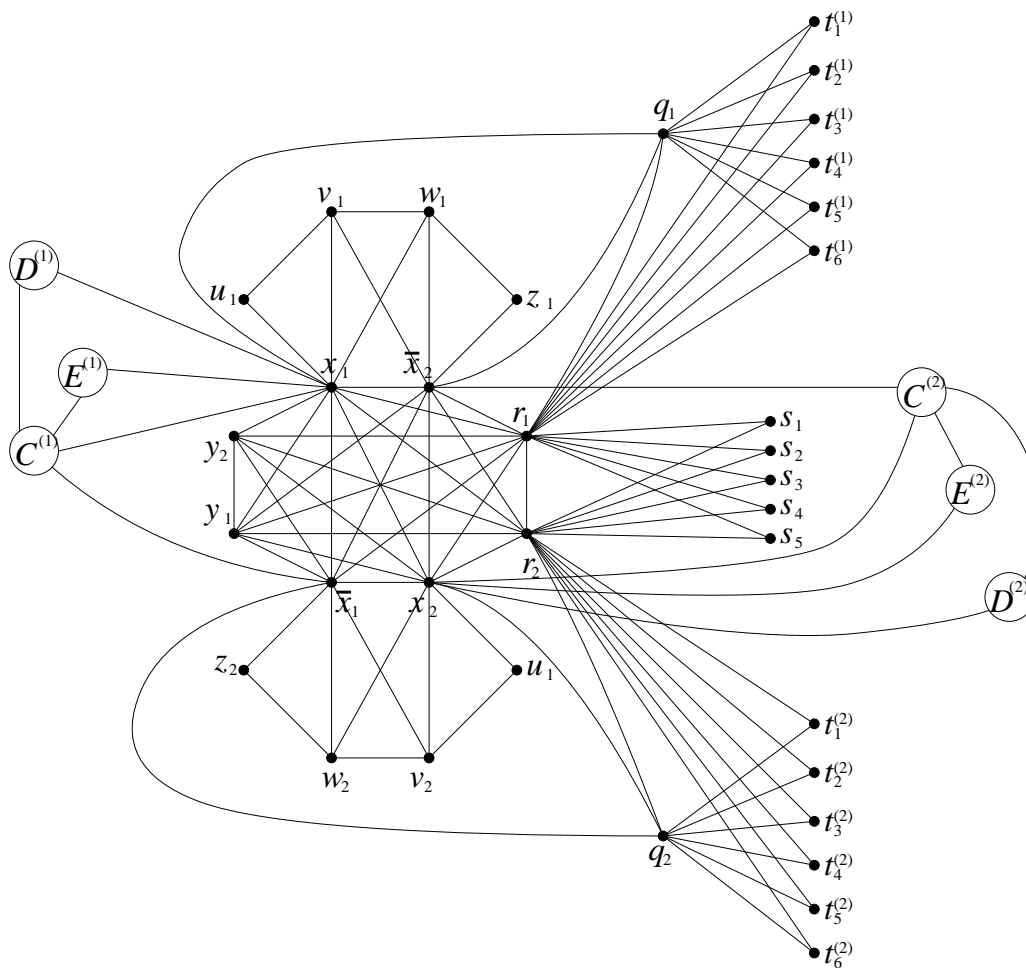 t₁⁽¹⁾
t₂⁽¹⁾
q₁
t₃⁽¹⁾
t₄⁽¹⁾
v₁ w₁
t₅⁽¹⁾
t₆⁽¹⁾
D⁽¹⁾
u₁ z₁
x₁ x̄₂
E⁽¹⁾
C⁽²⁾
r₁
s₁
y₂
C⁽¹⁾
s₂
s₃
E⁽²⁾
s₄
y₁
s₅
r₂
x̄₁ x₂
D⁽²⁾
z₂ u₁
t₁⁽²⁾
w₂ v₂
t₂⁽²⁾
t₃⁽²⁾
q₂
t₄⁽²⁾
t₅⁽²⁾
t₆⁽²⁾